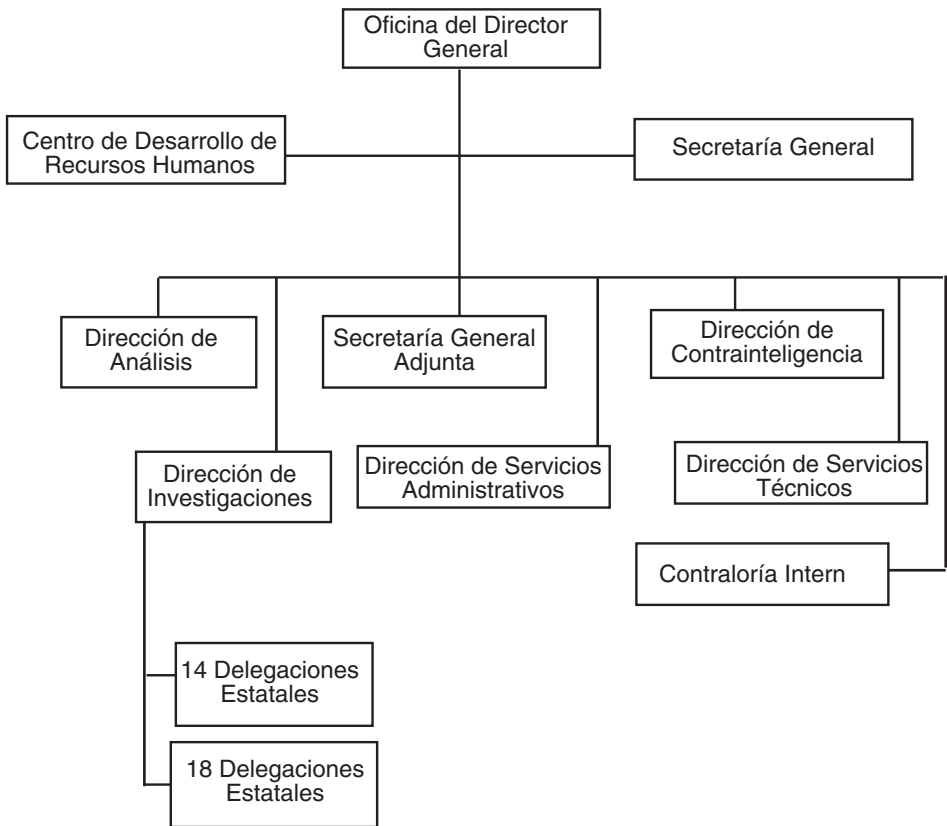 Oficina del Director
General
Centro de Desarrollo de
Recursos Humanos
Secretaría General
Dirección de
Análisis
Secretaría General
Adjunta
Dirección de
Contrainteligencia
Dirección de
Investigaciones
Dirección de Servicios
Administrativos
Dirección de Servicios
Técnicos
Contraloría Intern
14 Delegaciones
Estatales
18 Delegaciones
Estatales